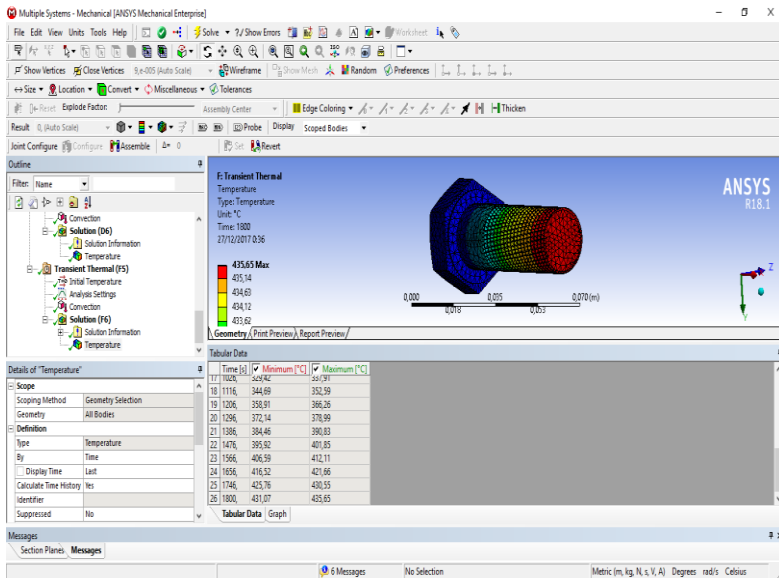 Multiple Systems - Mechanical [ANSYS Mechanical Enterprise]
File Edit View Units Tools Help Solve ?/ Show Errors Worksheet
Show Vertices Close Vertices 9,e-005 (Auto Scale) Wireframe Show Mesh Random Preferences
Size Location Convert Miscellaneous Tolerances
Reset Explode Factor: Assembly Center Edge Coloring Thicken
Result 0, (Auto Scale) Probe Display Scoped Bodies
Joint Configure Configure Assemble Δ= 0 Set Revert
Outline
Filter: Name
Convection
Solution (D6)
Solution Information
Temperature
Transient Thermal (F5)
Initial Temperature
Analysis Settings
Convection
Solution (F6)
Solution Information
Temperature
F: Transient Thermal
Temperature
Type: Temperature
Unit: °C
Time: 1800
27/12/2017 0:36
435,65 Max
435,14
434,63
434,12
433,62
ANSYS
R18.1
Z
Y
0,000 0,035 0,070 (m)
0,018 0,053
Geometry Print Preview Report Preview
Details of "Temperature"
Scope
Scoping Method Geometry Selection
Geometry All Bodies
Definition
Type Temperature
By Time
Display Time Last
Calculate Time History Yes
Identifier
Suppressed No
Tabular Data
Time [s] Minimum [°C] Maximum [°C]
17 1026, 329,42 337,91
18 1116, 344,69 352,59
19 1206, 358,91 366,26
20 1296, 372,14 378,99
21 1386, 384,46 390,83
22 1476, 395,92 401,85
23 1566, 406,59 412,11
24 1656, 416,52 421,66
25 1746, 425,76 430,55
26 1800, 431,07 435,65
Tabular Data Graph
Messages
Section Planes Messages
6 Messages No Selection Metric (m, kg, N, s, V, A) Degrees rad/s Celsius